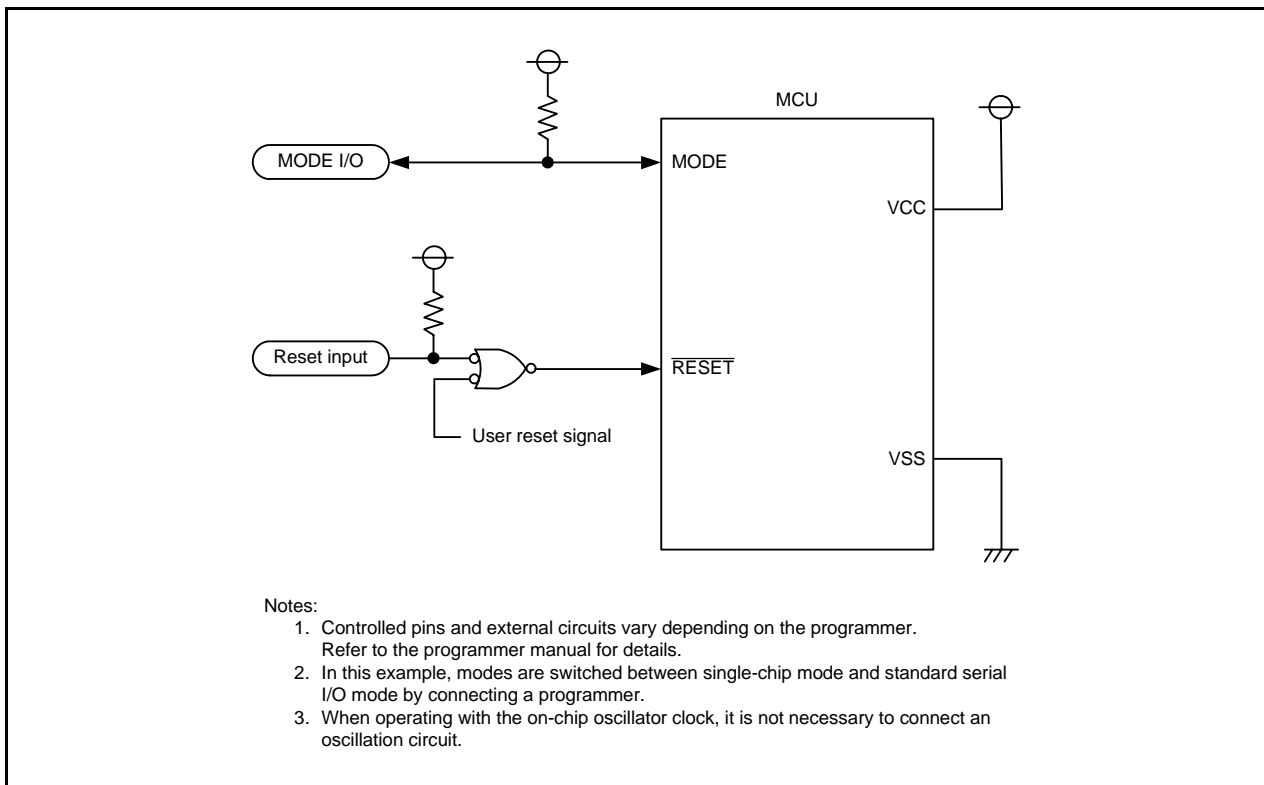 MCU
MODE I/O
MODE
VCC
Reset input
RESET
User reset signal
VSS
Notes:
1. Controlled pins and external circuits vary depending on the programmer.
Refer to the programmer manual for details.
2. In this example, modes are switched between single-chip mode and standard serial
I/O mode by connecting a programmer.
3. When operating with the on-chip oscillator clock, it is not necessary to connect an
oscillation circuit.